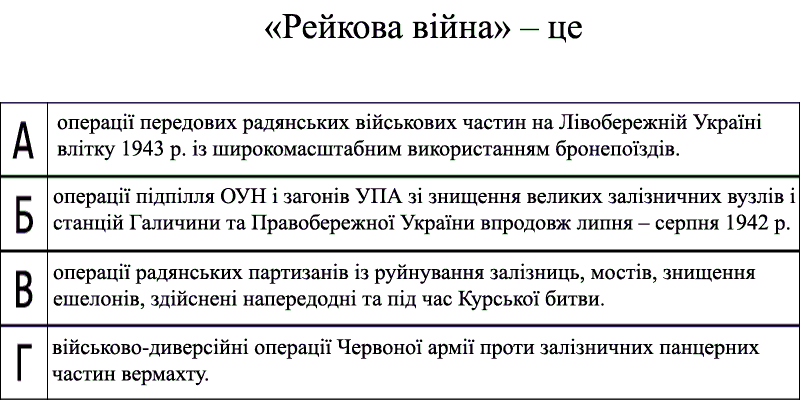 «Рейкова війна» – це
А
операції передових радянських військових частин на Лівобережній Україні
влітку 1943 р. із широкомасштабним використанням бронепоїздів.
Б
операції підпілля ОУН і загонів УПА зі знищення великих залізничних вузлів і
станцій Галичини та Правобережної України впродовж липня – серпня 1942 р.
В
операції радянських партизанів із руйнування залізниць, мостів, знищення
ешелонів, здійснені напередодні та під час Курської битви.
Г
військово-диверсійні операції Червоної армії проти залізничних панцерних
частин вермахту.